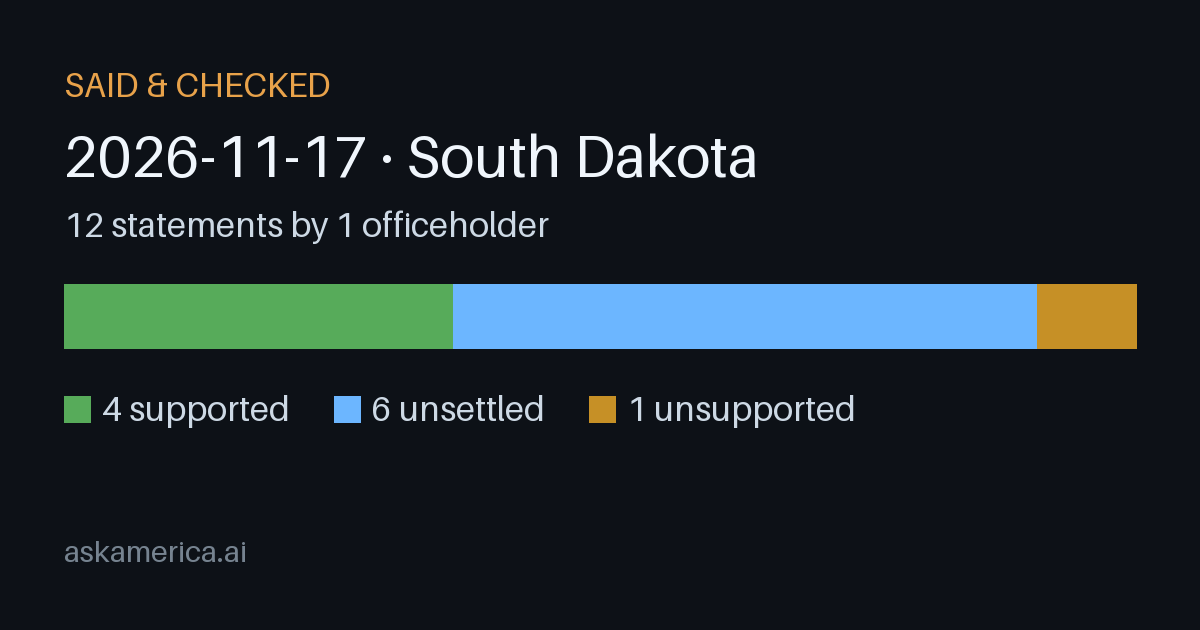 SAID & CHECKED
2026-11-17 · South Dakota
12 statements by 1 officeholder
4 supported 6 unsettled 1 unsupported
askamerica.ai